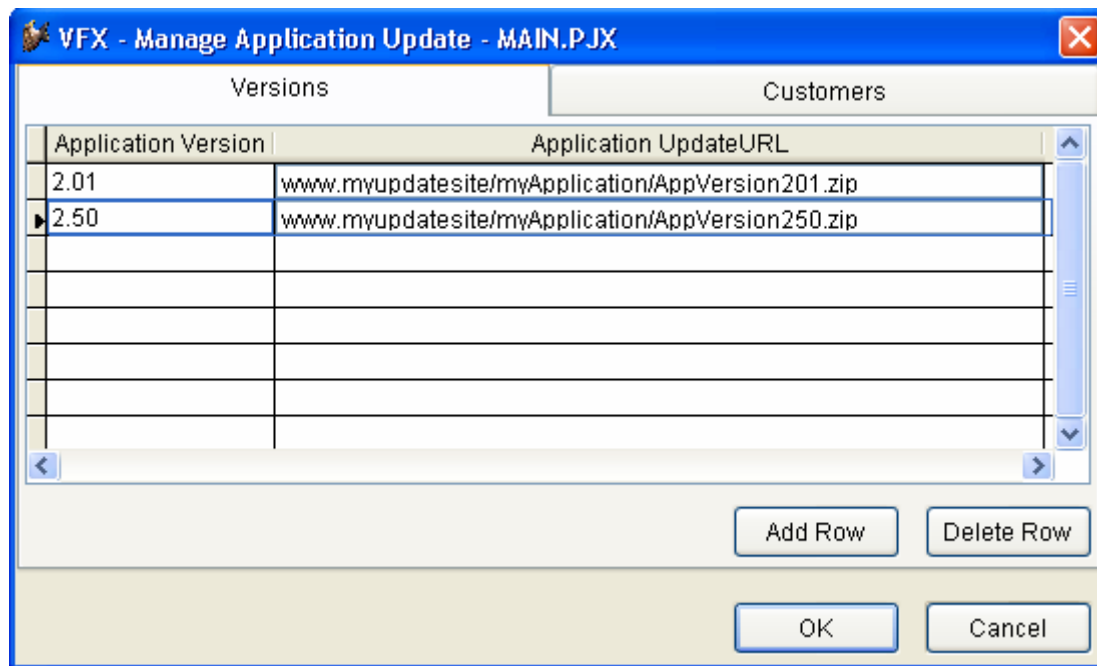 VFX - Manage Application Update - MAIN.PJX
Versions Customers
Application Version Application UpdateURL
2.01 www.myupdatesite/myApplication/AppVersion201.zip
2.50 www.myupdatesite/myApplication/AppVersion250.zip
Add Row Delete Row
OK Cancel